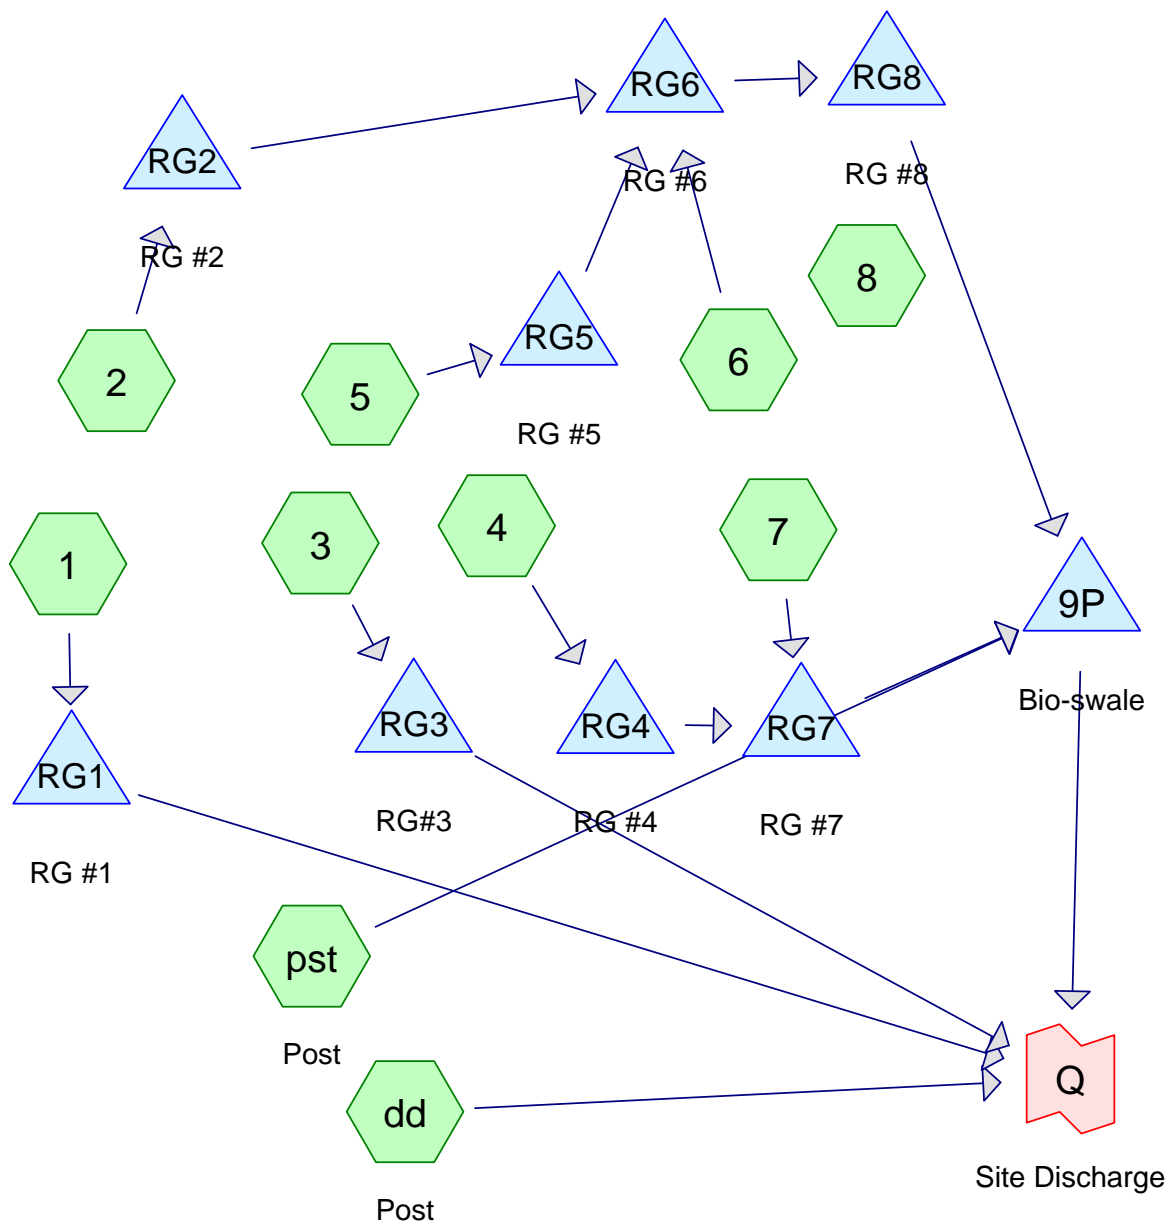 RG6
RG8
RG2
RG #6
RG #8
RG #2
8
RG5
6
2
5
RG #5
4
7
3
1
9P
Bio-swale
RG3
RG4
RG7
RG1
RG#3
RG #4
RG #7
RG #1
pst
Post
Q
dd
Site Discharge
Post